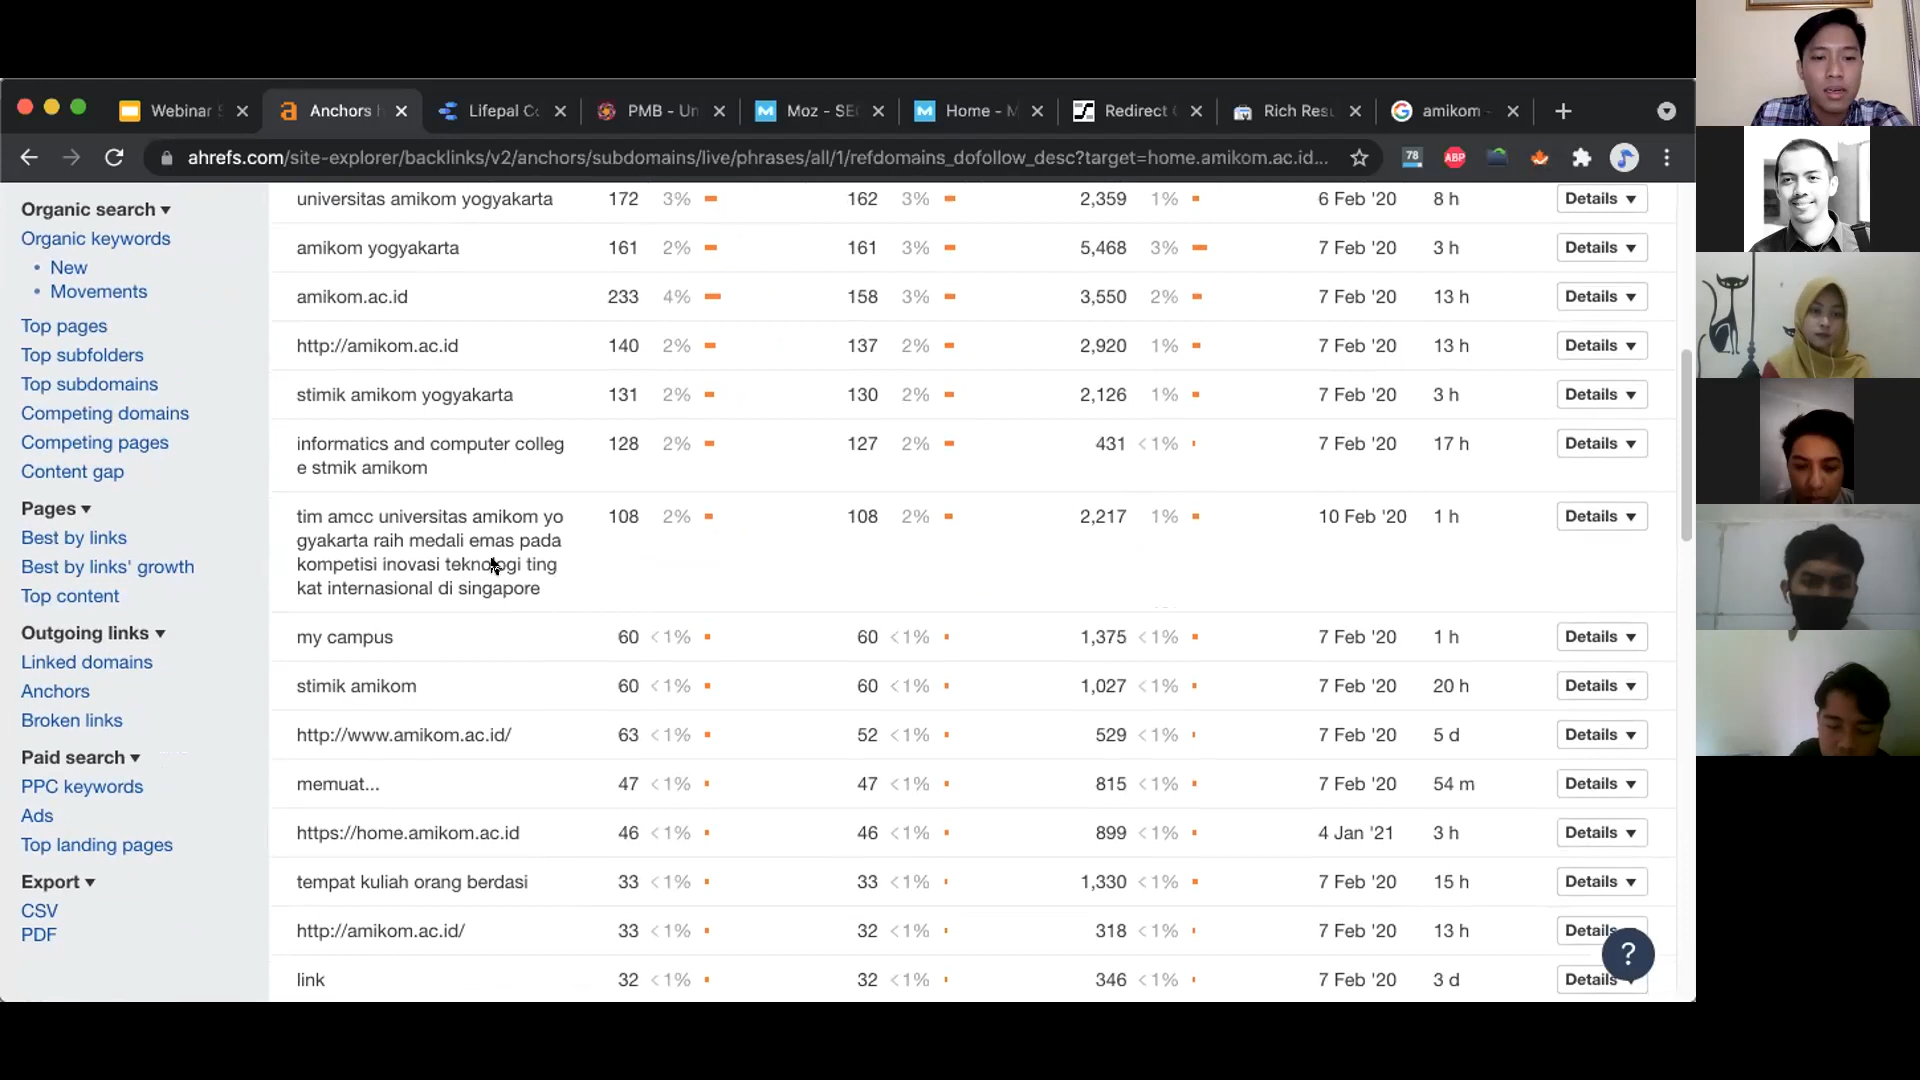 Webinar
Anchors
Lifepal Co
PMB - Un
Moz - SE
Home - M
Redirect
Rich Resu
amikom -
ahrefs.com/site-explorer/backlinks/v2/anchors/subdomains/live/phrases/all/1/refdomains_dofollow_desc?target=home.amikom.ac.id...
78
ABP
Organic search
Organic keywords
New
Movements
Top pages
Top subfolders
Top subdomains
Competing domains
Competing pages
Content gap
Pages
Best by links
Best by links' growth
Top content
Outgoing links
Linked domains
Anchors
Broken links
Paid search
PPC keywords
Ads
Top landing pages
Export
CSV
PDF
universitas amikom yogyakarta 172 3% 162 3% 2,359 1% 6 Feb '20 8 h Details
amikom yogyakarta 161 2% 161 3% 5,468 3% 7 Feb '20 3 h Details
amikom.ac.id 233 4% 158 3% 3,550 2% 7 Feb '20 13 h Details
http://amikom.ac.id 140 2% 137 2% 2,920 1% 7 Feb '20 13 h Details
stimik amikom yogyakarta 131 2% 130 2% 2,126 1% 7 Feb '20 3 h Details
informatics and computer colleg 128 2% 127 2% 431 <1% 7 Feb '20 17 h Details
e stmik amikom
tim amcc universitas amikom yo 108 2% 108 2% 2,217 1% 10 Feb '20 1 h Details
gyakarta raih medali emas pada
kompetisi inovasi teknologi ting
kat internasional di singapore
my campus 60 <1% 60 <1% 1,375 <1% 7 Feb '20 1 h Details
stimik amikom 60 <1% 60 <1% 1,027 <1% 7 Feb '20 20 h Details
http://www.amikom.ac.id/ 63 <1% 52 <1% 529 <1% 7 Feb '20 5 d Details
memuat... 47 <1% 47 <1% 815 <1% 7 Feb '20 54 m Details
https://home.amikom.ac.id 46 <1% 46 <1% 899 <1% 4 Jan '21 3 h Details
tempat kuliah orang berdasi 33 <1% 33 <1% 1,330 <1% 7 Feb '20 15 h Details
http://amikom.ac.id/ 33 <1% 32 <1% 318 <1% 7 Feb '20 13 h Details
link 32 <1% 32 <1% 346 <1% 7 Feb '20 3 d Details
?